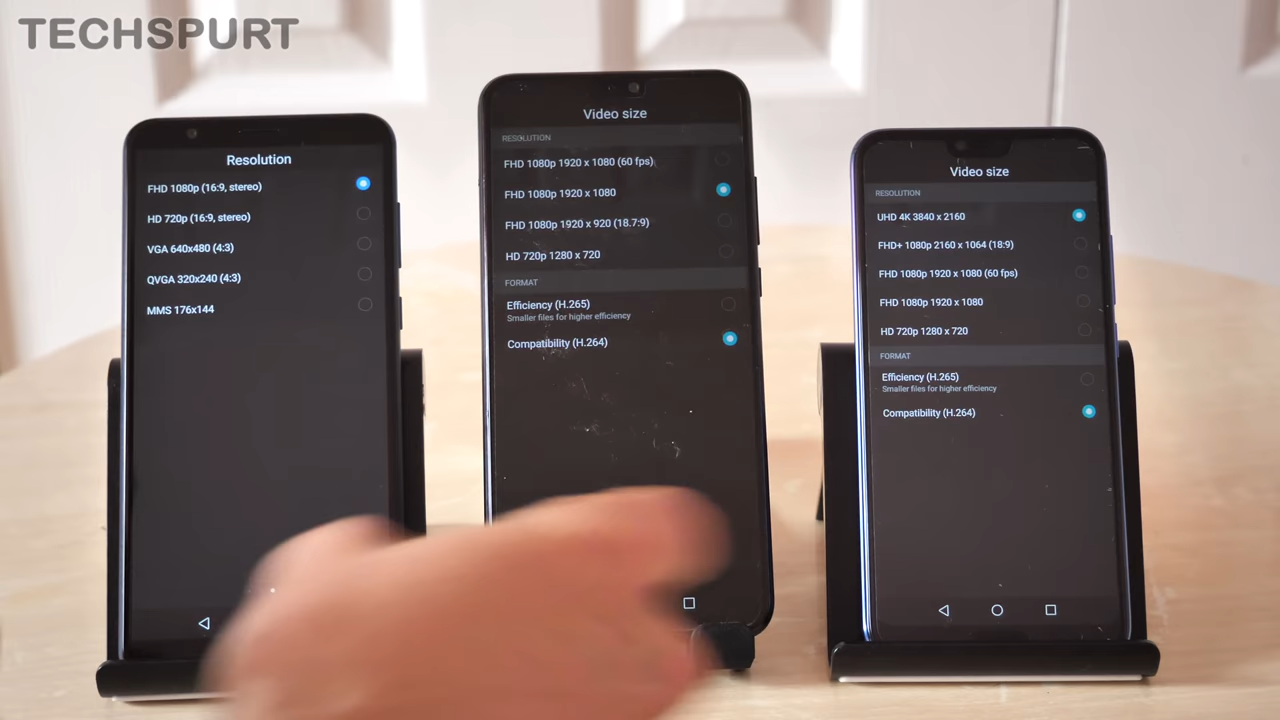 TECHSPURT
Resolution
FHD 1080p (16:9, stereo)
HD 720p (16:9, stereo)
VGA 640x480 (4:3)
QVGA 320x240 (4:3)
MMS 176x144
Video size
RESOLUTION
FHD 1080p 1920 x 1080 (60 fps)
FHD 1080p 1920 x 1080
FHD 1080p 1920 x 920 (18.7:9)
HD 720p 1280 x 720
FORMAT
Efficiency (H.265)
Smaller files for higher efficiency
Compatibility (H.264)
Video size
RESOLUTION
UHD 4K 3840 x 2160
FHD+ 1080p 2160 x 1064 (18:9)
FHD 1080p 1920 x 1080 (60 fps)
FHD 1080p 1920 x 1080
HD 720p 1280 x 720
FORMAT
Efficiency (H.265)
Smaller files for higher efficiency
Compatibility (H.264)